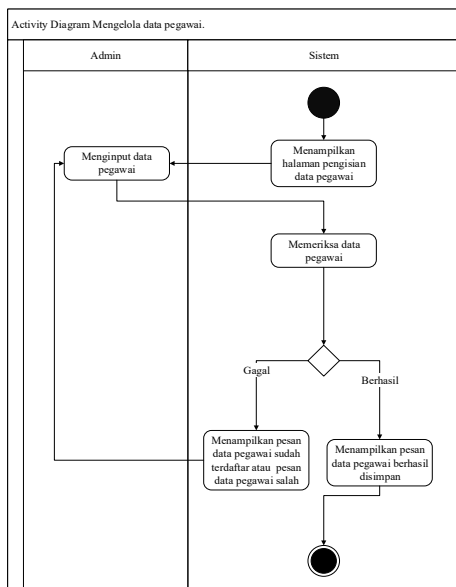 Activity Diagram Mengelola data pegawai.
Admin
Sistem
Menampilkan
halaman pengisian
data pegawai
Menginput data
pegawai
Memeriksa data
pegawai
Gagal
Berhasil
Menampilkan pesan
data pegawai sudah
terdaftar atau pesan
data pegawai salah
Menampilkan pesan
data pegawai berhasil
disimpan